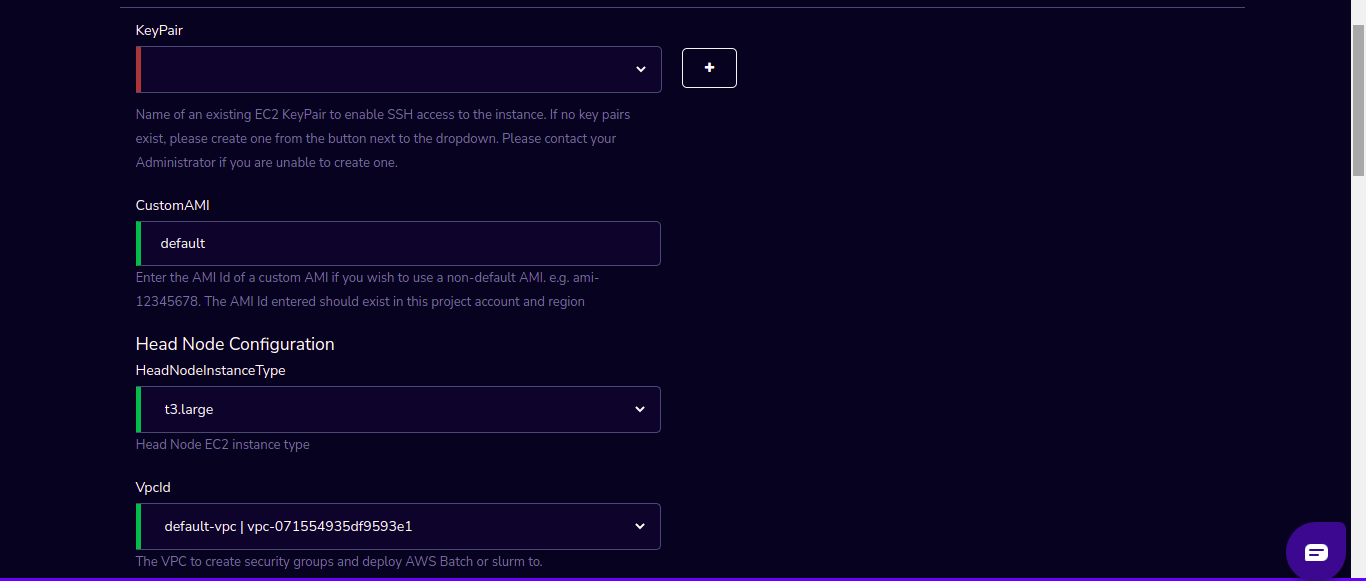 KeyPair
+
Name of an existing EC2 KeyPair to enable SSH access to the instance. If no key pairs
exist, please create one from the button next to the dropdown. Please contact your
Administrator if you are unable to create one.
CustomAMI
default
Enter the AMI Id of a custom AMI if you wish to use a non-default AMI. e.g. ami-
12345678. The AMI Id entered should exist in this project account and region
Head Node Configuration
HeadNodeInstanceType
t3.large
Head Node EC2 instance type
VpcId
default-vpc | vpc-071554935df9593e1
The VPC to create security groups and deploy AWS Batch or slurm to.